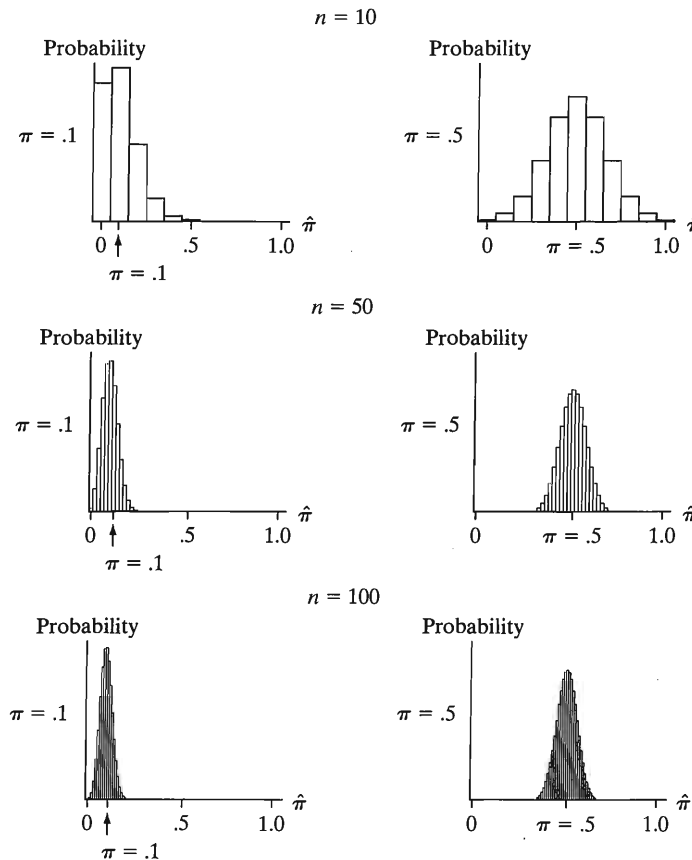 n = 10
Probability
π = .1
0 .5 1.0 π̂
π = .1
Probability
π = .5
0 π = .5 1.0
n = 50
Probability
π = .1
0 .5 1.0 π̂
π = .1
Probability
π = .5
0 π = .5 1.0
n = 100
Probability
π = .1
0 .5 1.0 π̂
π = .1
Probability
π = .5
0 π = .5 1.0